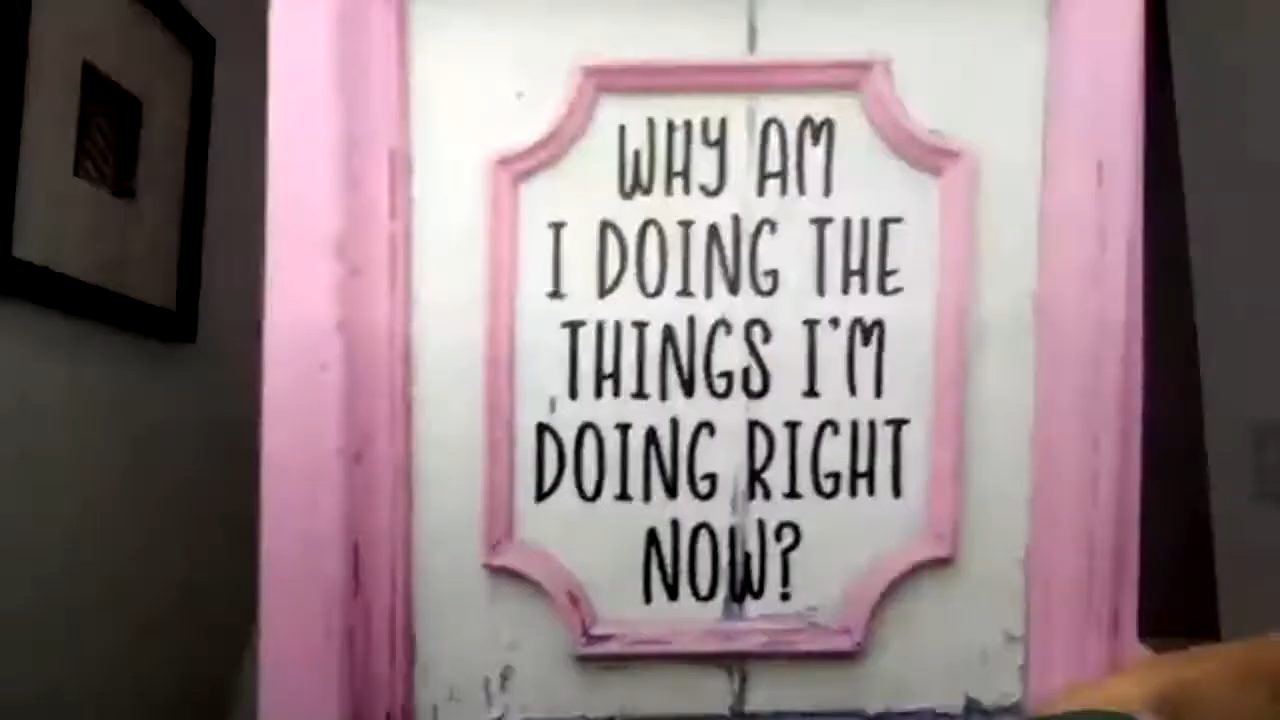 WHY AM
I DOING THE
THINGS I'M
DOING RIGHT
NOW?